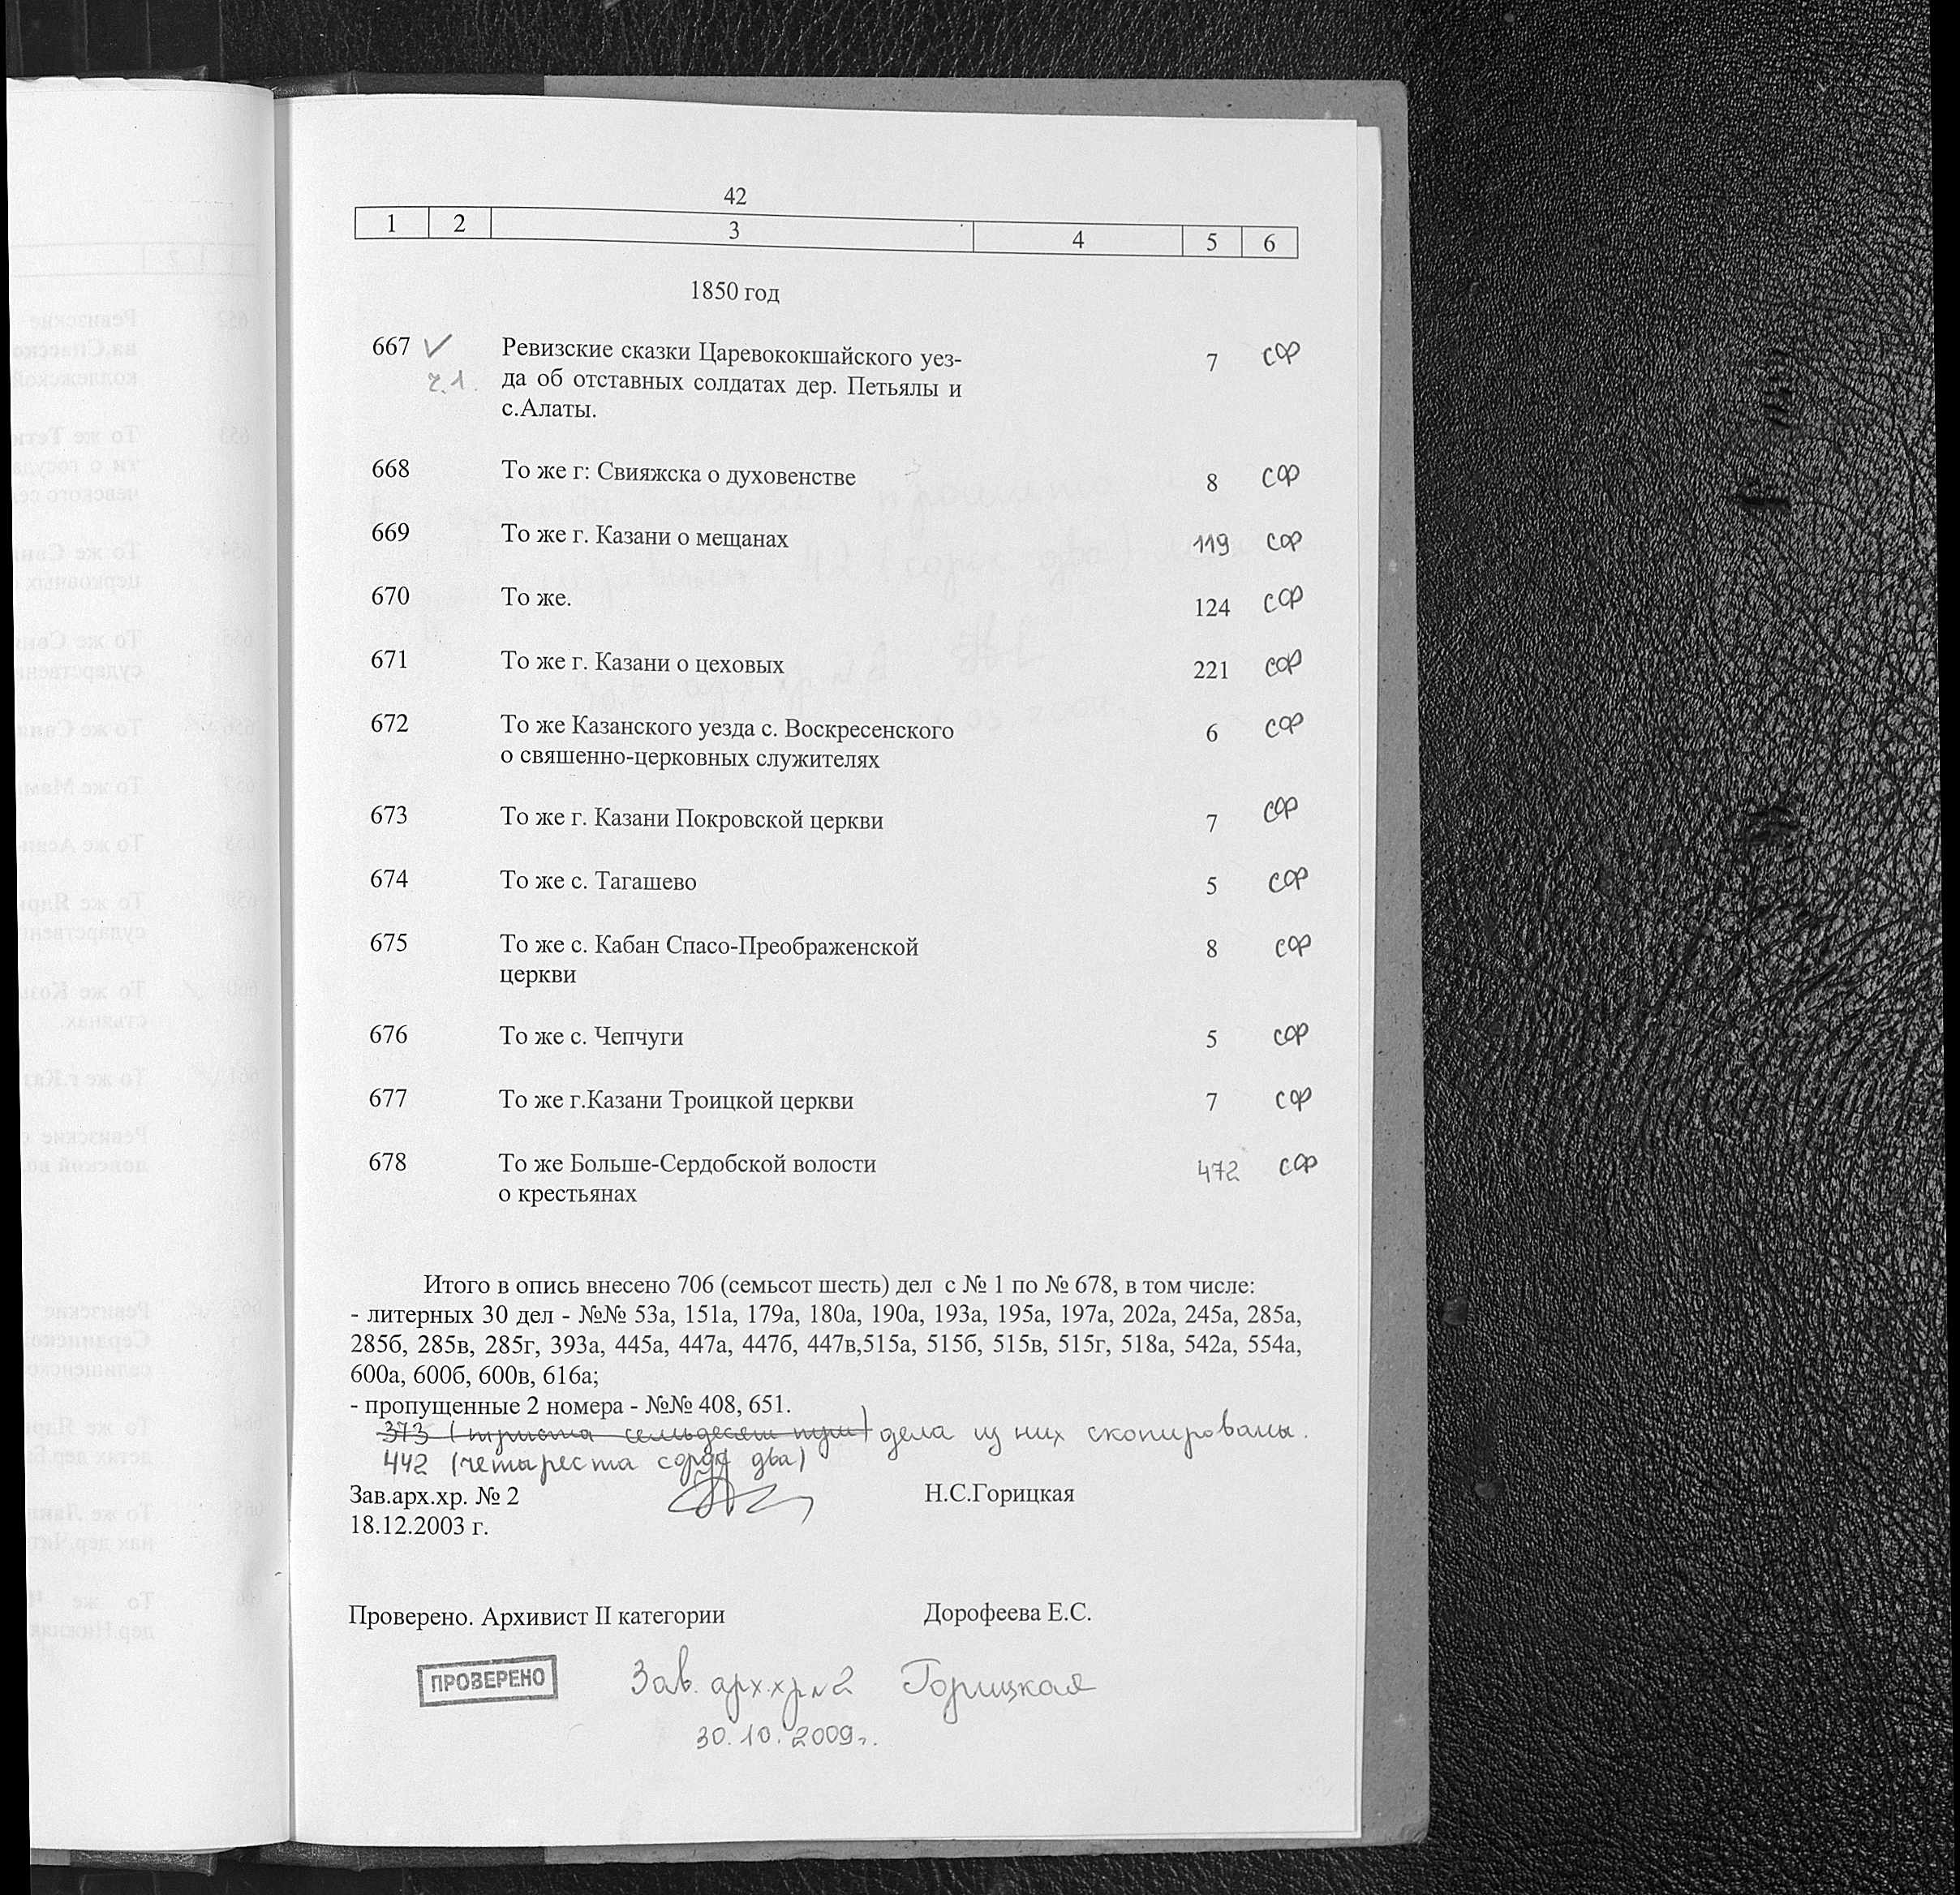 42
1 2 3 4 5 6
1850 год
667 ✓ Ревизские сказки Царевококшайского уез- 7 СФ
ч.1. да об отставных солдатах дер. Петьялы и
с.Алаты.
668 То же г: Свияжска о духовенстве 8 СФ
669 То же г. Казани о мещанах 119 СФ
670 То же. 124 СФ
671 То же г. Казани о цеховых 221 СФ
672 То же Казанского уезда с. Воскресенского 6 СФ
о свяшенно-церковных служителях
673 То же г. Казани Покровской церкви 7 СФ
674 То же с. Тагашево 5 СФ
675 То же с. Кабан Спасо-Преображенской 8 СФ
церкви
676 То же с. Чепчуги 5 СФ
677 То же г.Казани Троицкой церкви 7 СФ
678 То же Больше-Сердобской волости 472 СФ
о крестьянах
Итого в опись внесено 706 (семьсот шесть) дел с № 1 по № 678, в том числе:
- литерных 30 дел - №№ 53а, 151а, 179а, 180а, 190а, 193а, 195а, 197а, 202а, 245а, 285а,
285б, 285в, 285г, 393а, 445а, 447а, 447б, 447в,515а, 515б, 515в, 515г, 518а, 542а, 554а,
600а, 600б, 600в, 616а;
- пропущенные 2 номера - №№ 408, 651.
373 (триста семьдесят три) дела из них скопированы.
442 (четыреста сорок два)
Зав.арх.хр. № 2 Н.С.Горицкая
18.12.2003 г.
Проверено. Архивист II категории Дорофеева Е.С.
ПРОВЕРЕНО Зав. арх.хр №2 Горицкая
30.10.2009г.